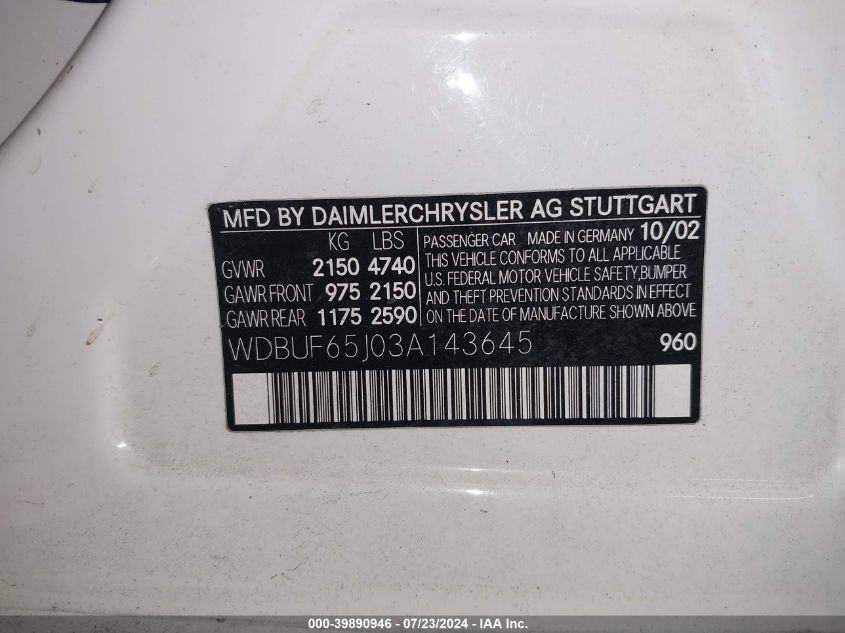 MFD BY DAIMLERCHRYSLER AG STUTTGART
KG LBS
GVWR 2150 4740
GAWR FRONT 975 2150
GAWR REAR 1175 2590
PASSENGER CAR MADE IN GERMANY 10/02
THIS VEHICLE CONFORMS TO ALL APPLICABLE
U.S. FEDERAL MOTOR VEHICLE SAFETY,BUMPER
AND THEFT PREVENTION STANDARDS IN EFFECT
ON THE DATE OF MANUFACTURE SHOWN ABOVE
WDBUF65J03A143645 960
000-39890946 - 07/23/2024 - IAA Inc.